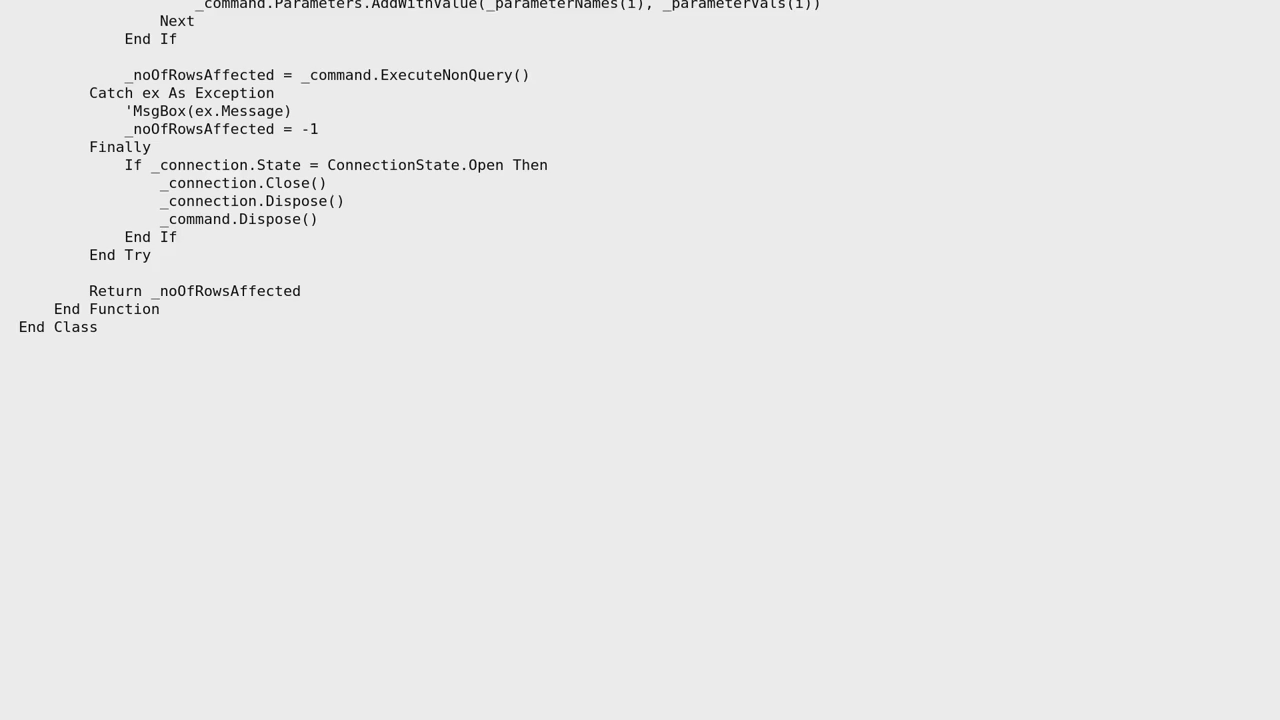 _command.Parameters.AddWithValue(_parameterNames(i), _parameterVals(i))
Next
End If
_noOfRowsAffected = _command.ExecuteNonQuery()
Catch ex As Exception
'MsgBox(ex.Message)
_noOfRowsAffected = -1
Finally
If _connection.State = ConnectionState.Open Then
_connection.Close()
_connection.Dispose()
_command.Dispose()
End If
End Try
Return _noOfRowsAffected
End Function
End Class